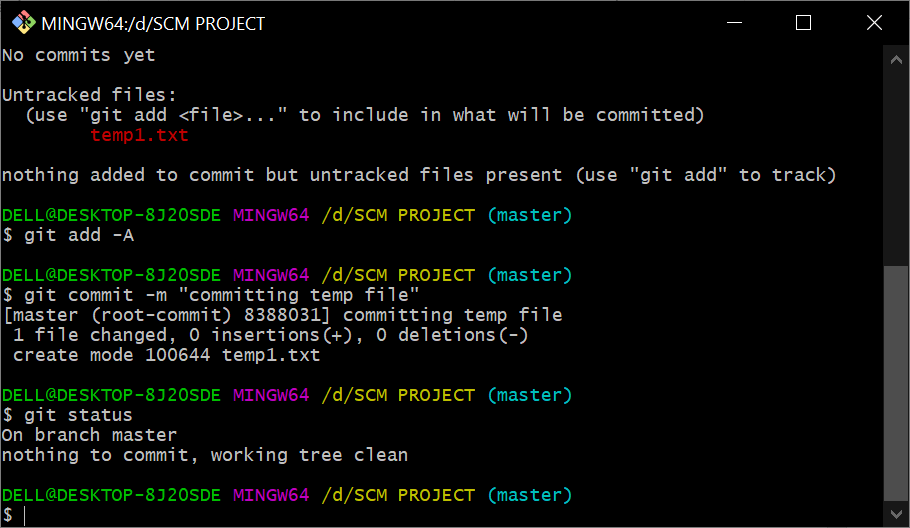 MINGW64:/d/SCM PROJECT
No commits yet
Untracked files:
  (use "git add <file>..." to include in what will be committed)
        temp1.txt
nothing added to commit but untracked files present (use "git add" to track)
DELL@DESKTOP-8J2OSDE MINGW64 /d/SCM PROJECT (master)
$ git add -A
DELL@DESKTOP-8J2OSDE MINGW64 /d/SCM PROJECT (master)
$ git commit -m "committing temp file"
[master (root-commit) 8388031] committing temp file
 1 file changed, 0 insertions(+), 0 deletions(-)
 create mode 100644 temp1.txt
DELL@DESKTOP-8J2OSDE MINGW64 /d/SCM PROJECT (master)
$ git status
On branch master
nothing to commit, working tree clean
DELL@DESKTOP-8J2OSDE MINGW64 /d/SCM PROJECT (master)
$